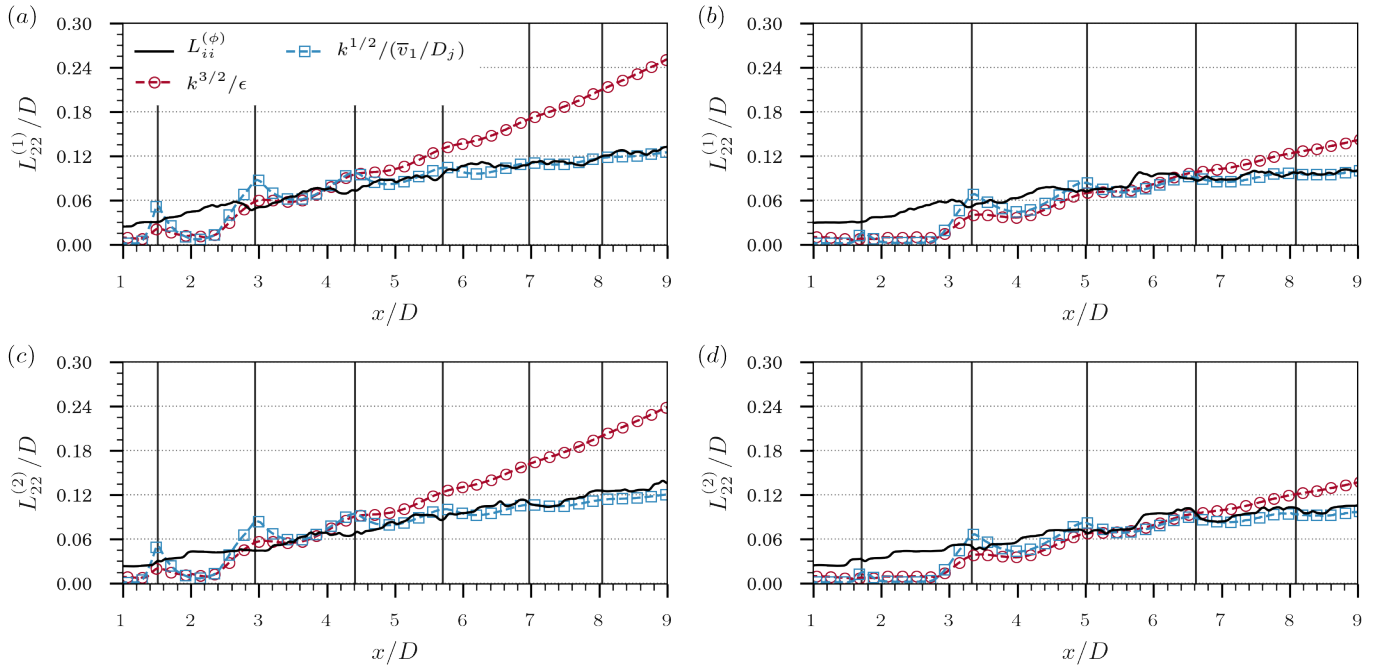 (a)
0.30
0.24
0.18
0.12
0.06
0.00
L_{22}^{(1)}/D
L_{ii}^{(ϕ)}
k^{1/2}/(v̅_1/D_j)
k^{3/2}/ϵ
1 2 3 4 5 6 7 8 9
x/D
(b)
0.30
0.24
0.18
0.12
0.06
0.00
L_{22}^{(1)}/D
1 2 3 4 5 6 7 8 9
x/D
(c)
0.30
0.24
0.18
0.12
0.06
0.00
L_{22}^{(2)}/D
1 2 3 4 5 6 7 8 9
x/D
(d)
0.30
0.24
0.18
0.12
0.06
0.00
L_{22}^{(2)}/D
1 2 3 4 5 6 7 8 9
x/D